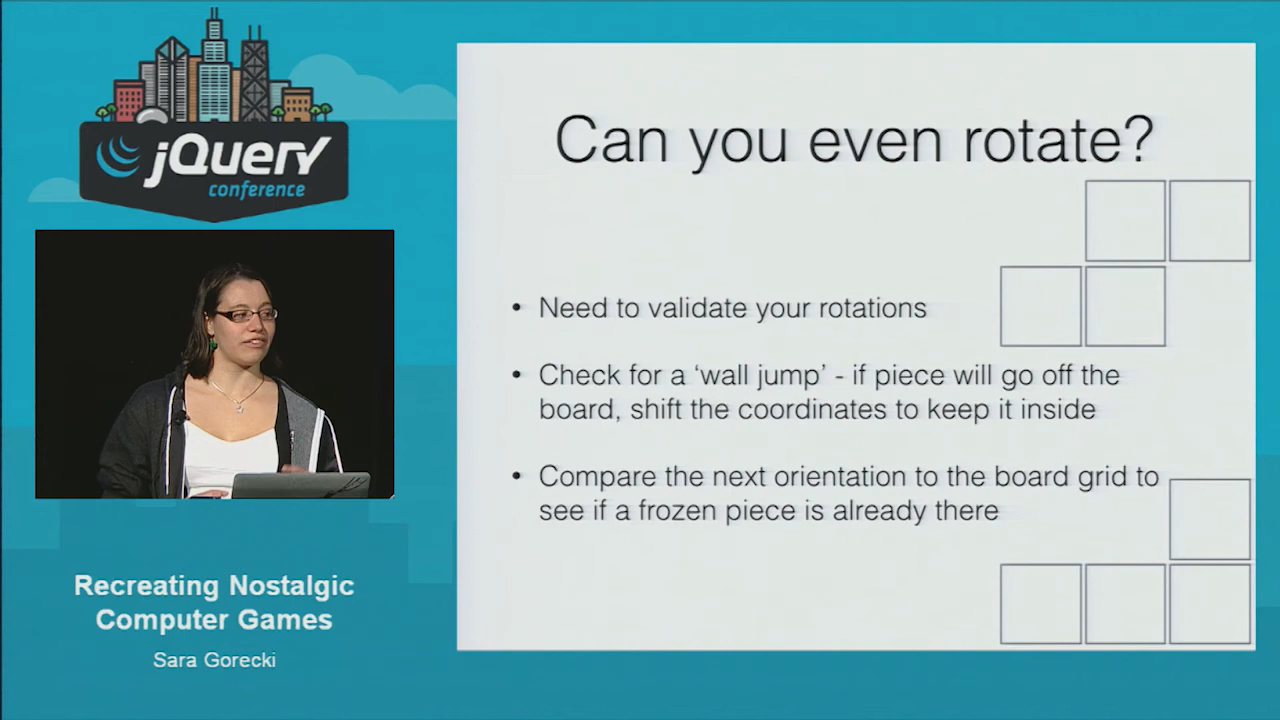 jQuery
conference
Recreating Nostalgic
Computer Games
Sara Gorecki
Can you even rotate?
• Need to validate your rotations
• Check for a ‘wall jump’ - if piece will go off the
board, shift the coordinates to keep it inside
• Compare the next orientation to the board grid to
see if a frozen piece is already there